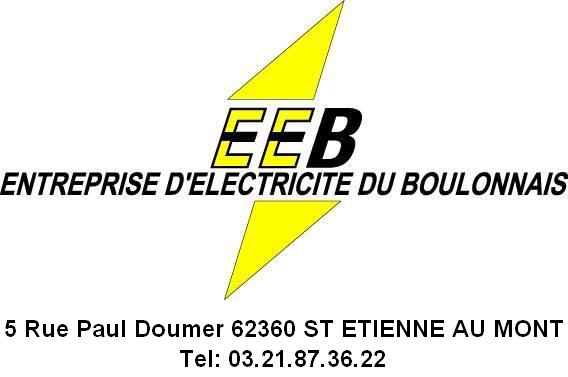 EEB
ENTREPRISE D'ELECTRICITE DU BOULONNAIS
5 Rue Paul Doumer 62360 ST ETIENNE AU MONT
Tel: 03.21.87.36.22